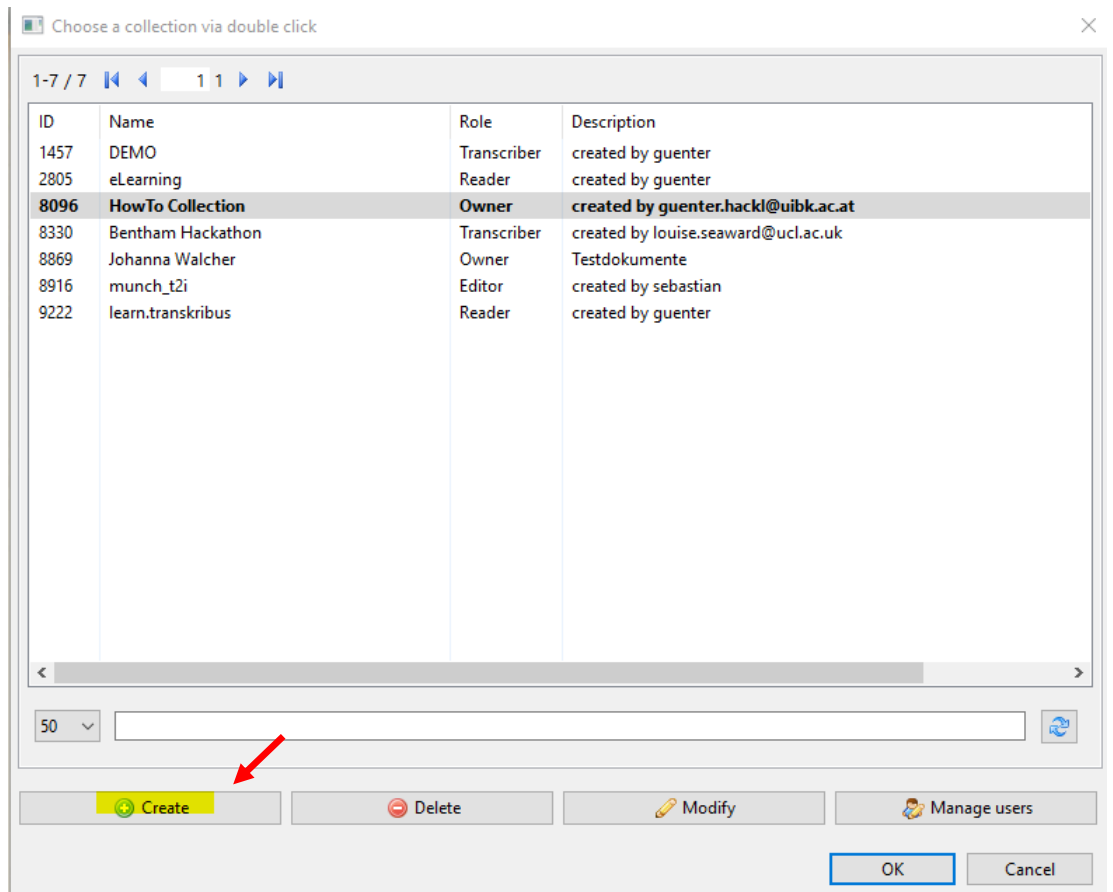 Choose a collection via double click
1-7 / 7 1 1
ID Name Role Description
1457 DEMO Transcriber created by guenter
2805 eLearning Reader created by guenter
8096 HowTo Collection Owner created by guenter.hackl@uibk.ac.at
8330 Bentham Hackathon Transcriber created by louise.seaward@ucl.ac.uk
8869 Johanna Walcher Owner Testdokumente
8916 munch_t2i Editor created by sebastian
9222 learn.transkribus Reader created by guenter
50
Create Delete Modify Manage users
OK Cancel